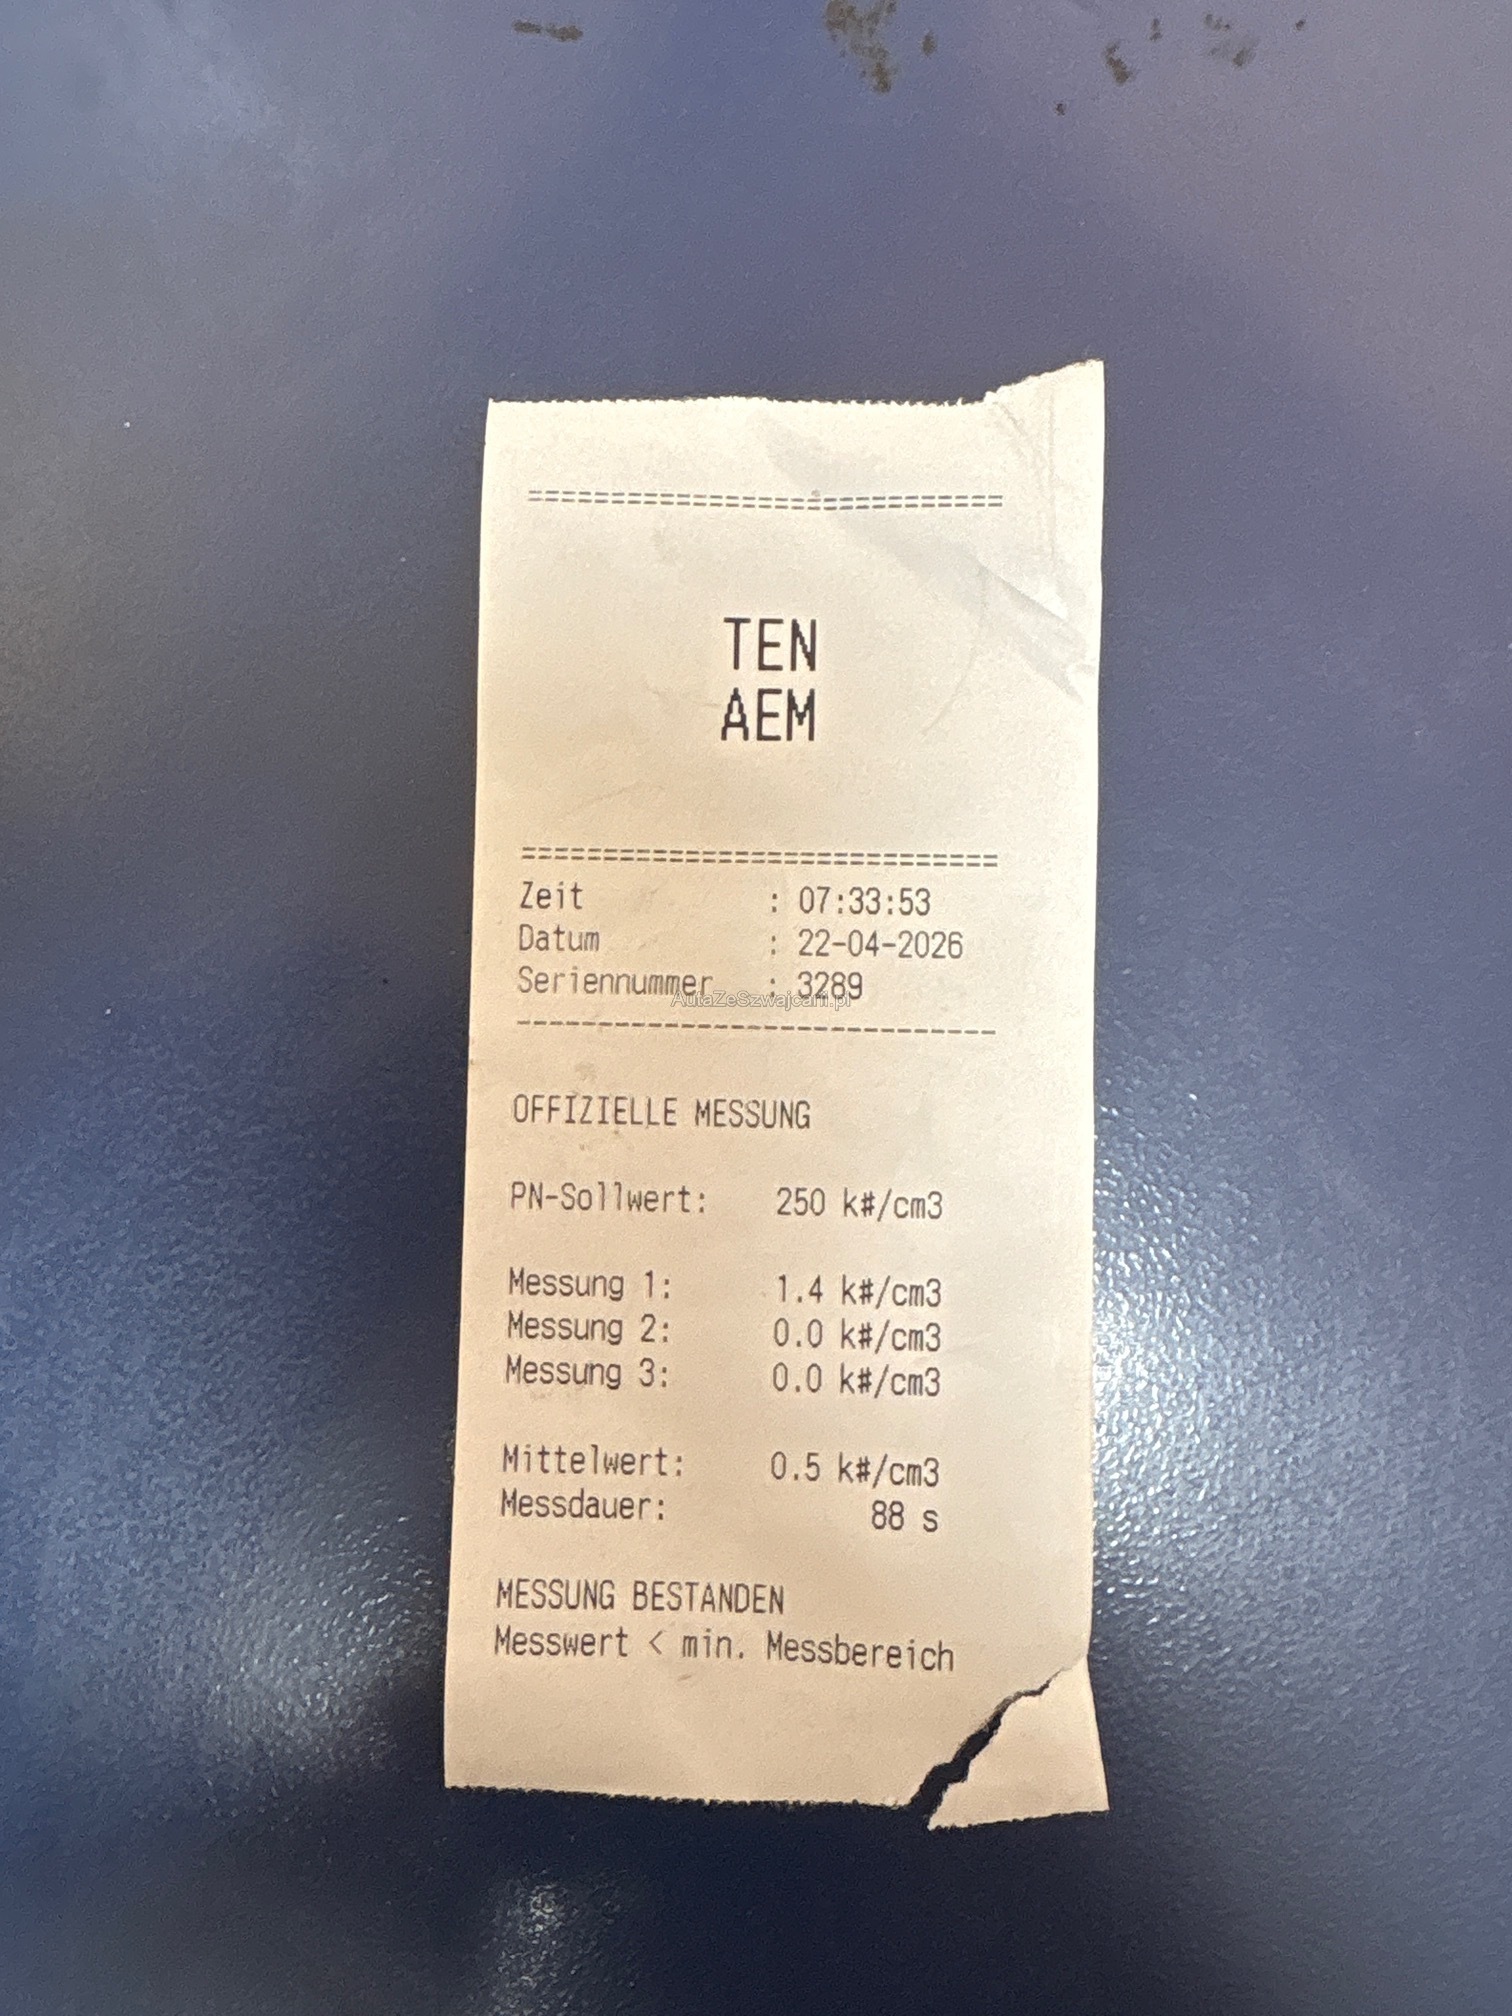 =============================
TEN
AEM
=============================
Zeit : 07:33:53
Datum : 22-04-2026
Seriennummer : 3289
AutaZeSzwajcarii.pl
-----------------------------
OFFIZIELLE MESSUNG
PN-Sollwert: 250 k#/cm3
Messung 1: 1.4 k#/cm3
Messung 2: 0.0 k#/cm3
Messung 3: 0.0 k#/cm3
Mittelwert: 0.5 k#/cm3
Messdauer: 88 s
MESSUNG BESTANDEN
Messwert < min. Messbereich